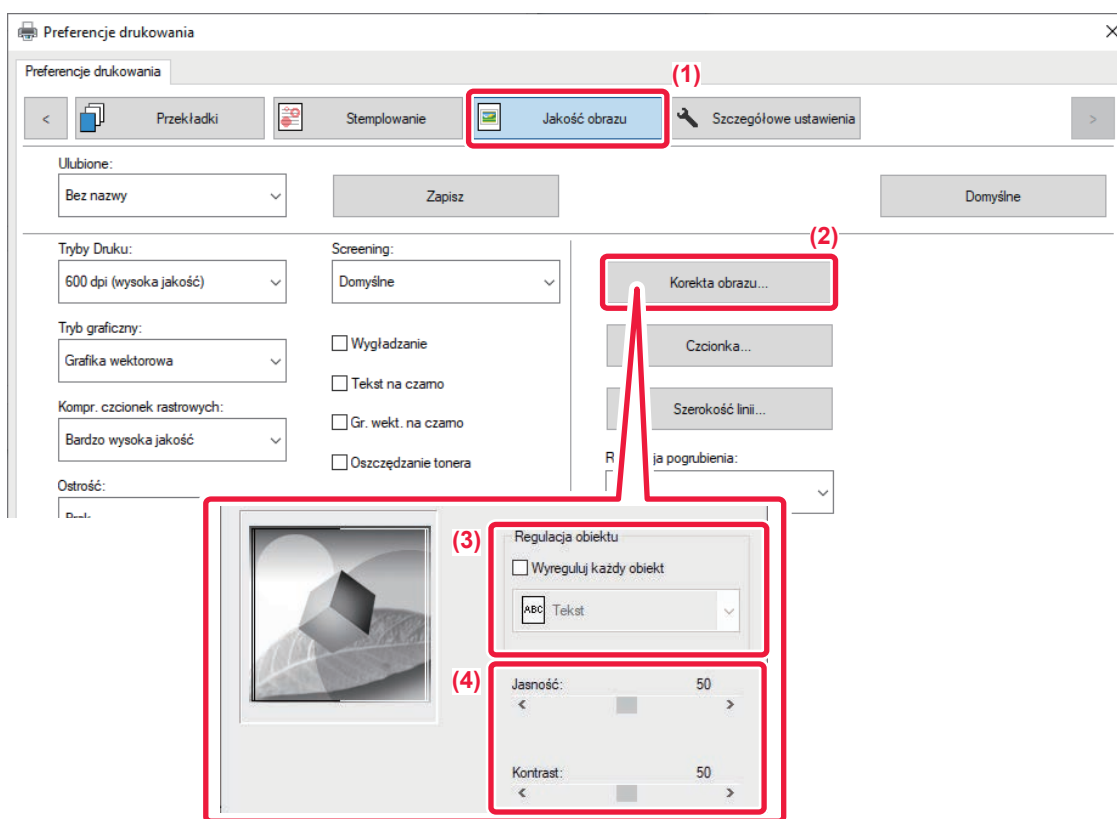 Preferencje drukowania
Preferencje drukowania
(1)
<
Przekładki
Stemplowanie
Jakość obrazu
Szczegółowe ustawienia
>
Ulubione:
Bez nazwy
Zapisz
Domyślne
(2)
Tryby Druku:
600 dpi (wysoka jakość)
Screening:
Domyślne
Korekta obrazu...
Tryb graficzny:
Grafika wektorowa
Wygładzanie
Czcionka...
Tekst na czarno
Kompr. czcionek rastrowych:
Bardzo wysoka jakość
Gr. wekt. na czarno
Szerokość linii...
Oszczędzanie tonera
ja pogrubienia:
Ostrość:
(3)
Regulacja obiektu
Wyreguluj każdy obiekt
ABC Tekst
(4)
Jasność: 50
< >
Kontrast: 50
< >